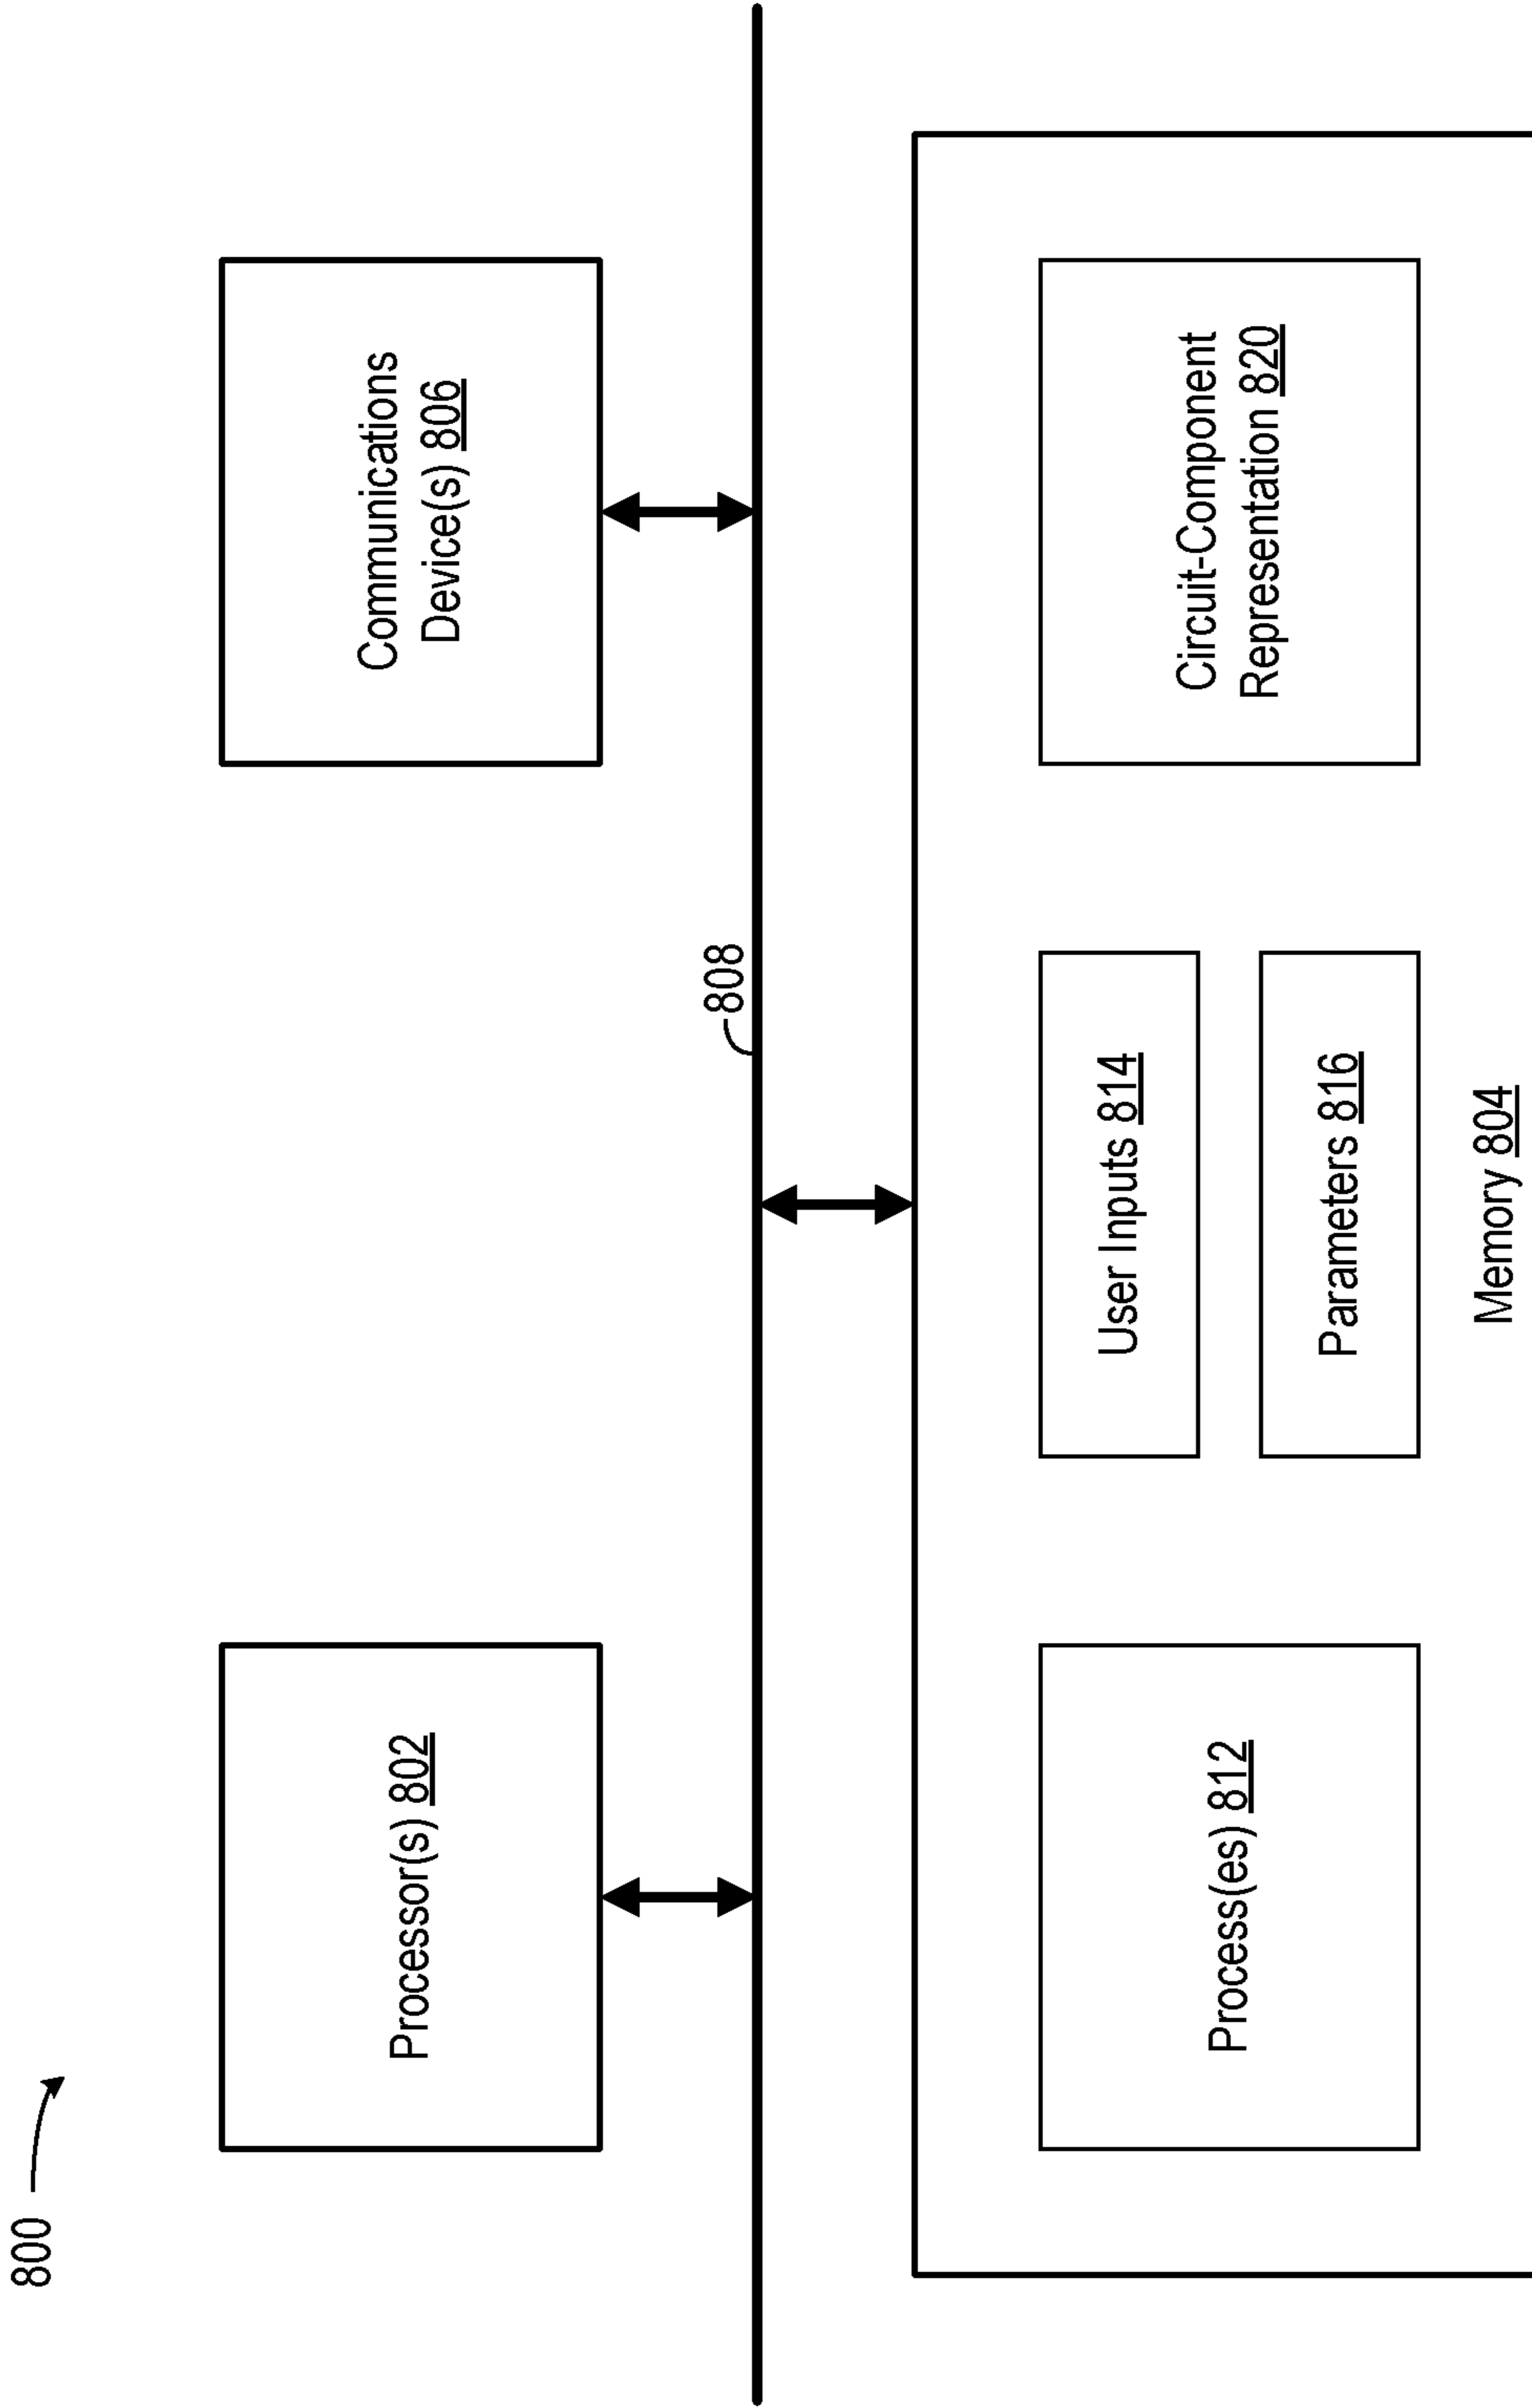 800
Processor(s) 802
Communications
Device(s) 806
808
Process(es) 812
User Inputs 814
Parameters 816
Circuit-Component
Representation 820
Memory 804